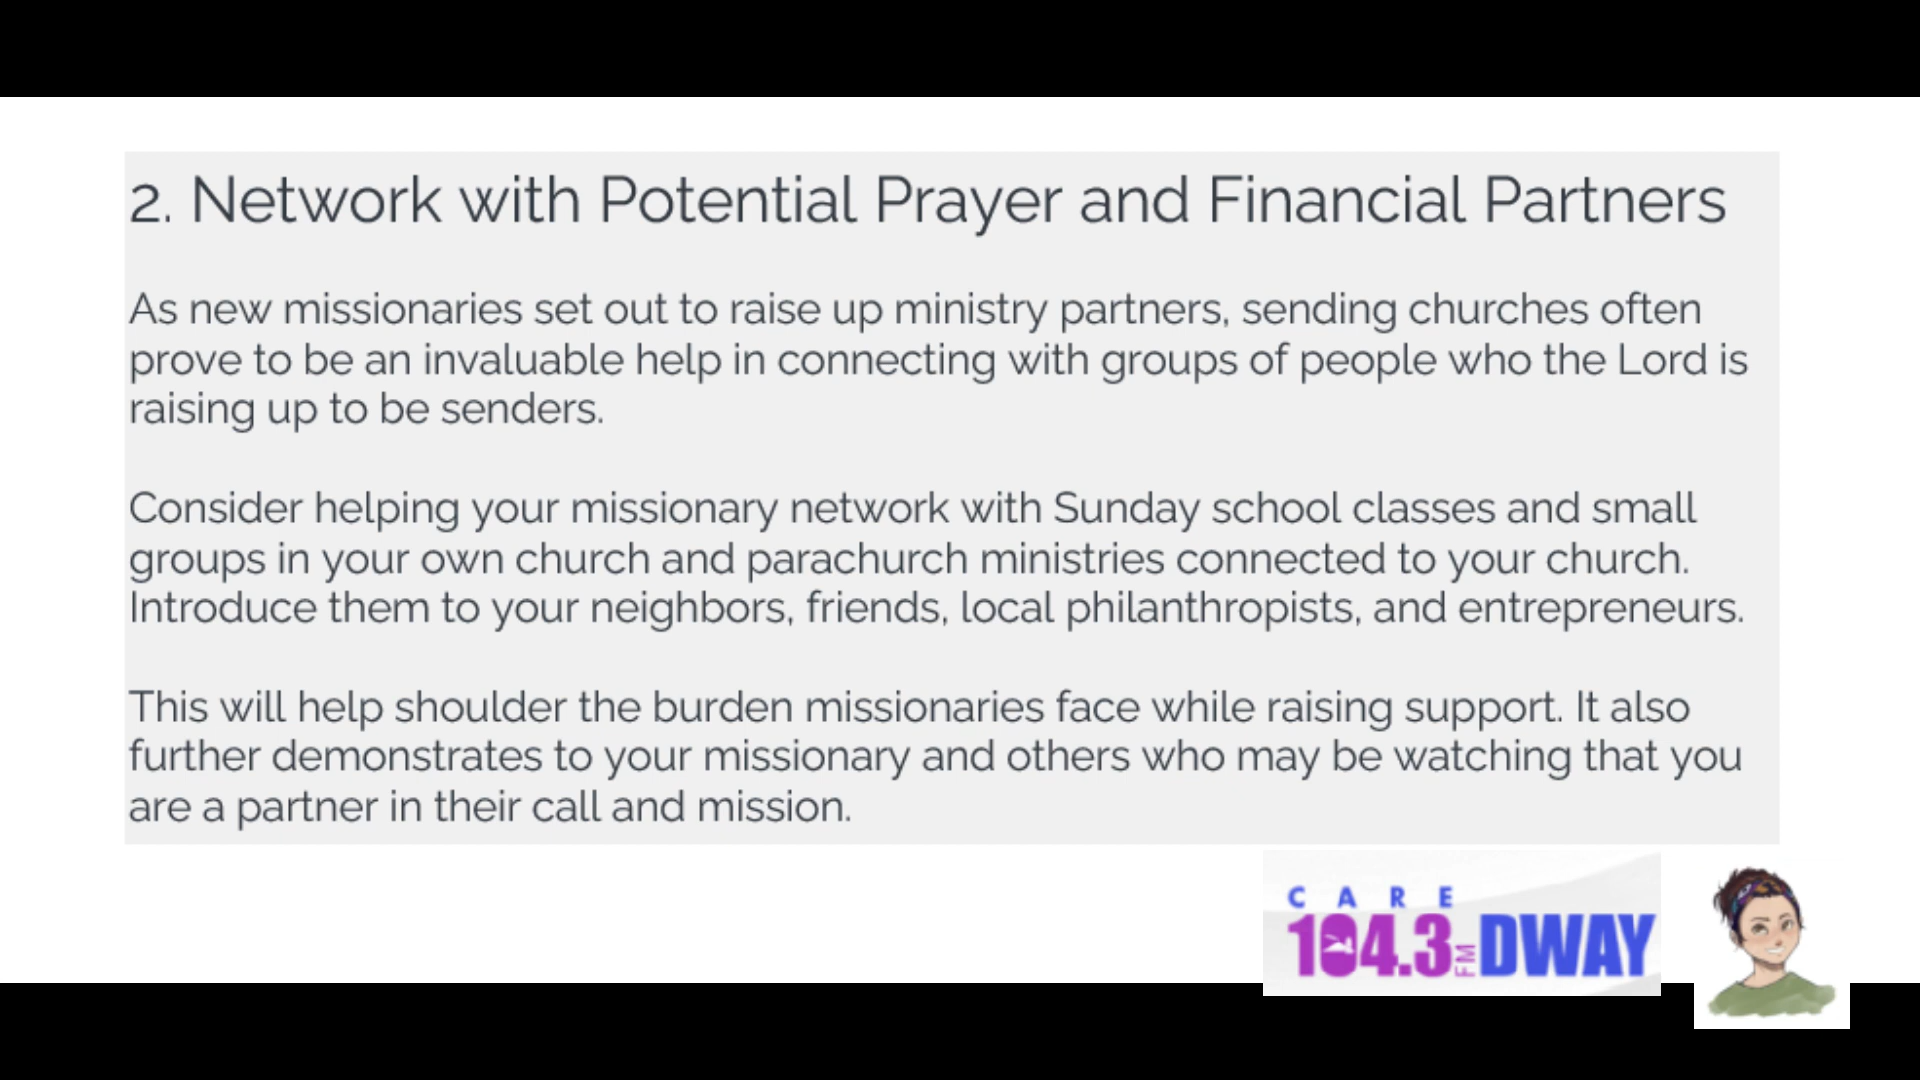 2. Network with Potential Prayer and Financial Partners
As new missionaries set out to raise up ministry partners, sending churches often
prove to be an invaluable help in connecting with groups of people who the Lord is
raising up to be senders.
Consider helping your missionary network with Sunday school classes and small
groups in your own church and parachurch ministries connected to your church.
Introduce them to your neighbors, friends, local philanthropists, and entrepreneurs.
This will help shoulder the burden missionaries face while raising support. It also
further demonstrates to your missionary and others who may be watching that you
are a partner in their call and mission.
CARE
104.3 FM DWAY